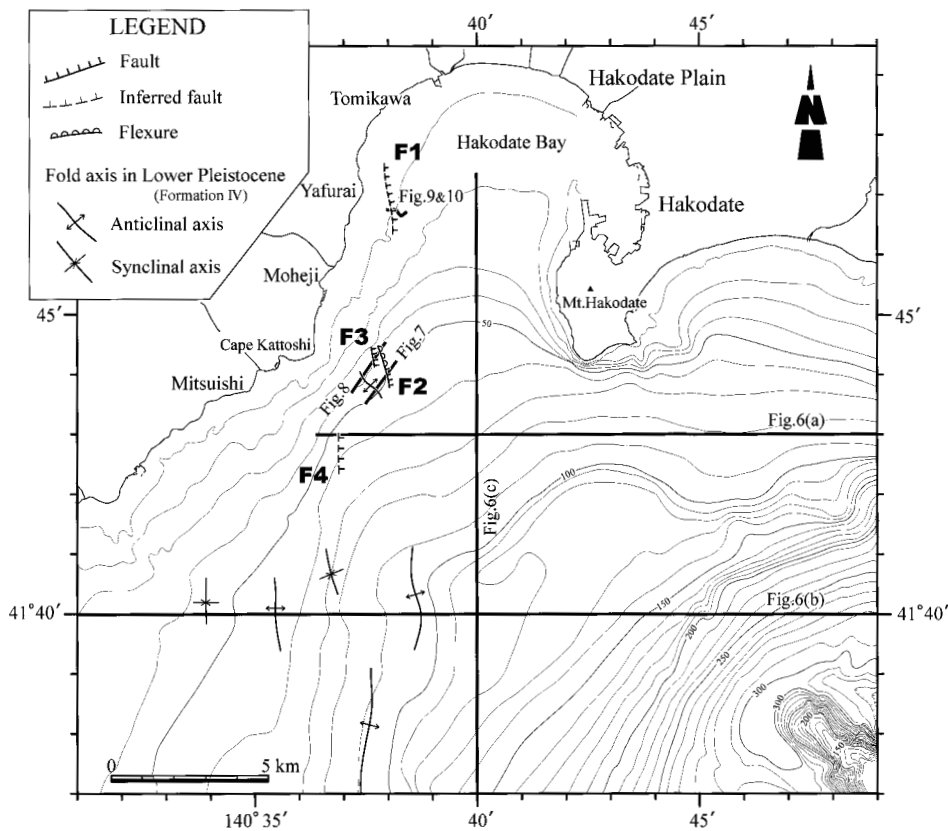 40′
45′
LEGEND
Fault
Inferred fault
Flexure
Fold axis in Lower Pleistocene
(Formation IV)
Anticlinal axis
Synclinal axis
Tomikawa
Hakodate Plain
N
F1
Hakodate Bay
Yafurai
Fig.9&10
Hakodate
Moheji
Mt.Hakodate
45′
45′
50
Cape Kattoshi
F3
Fig.7
Mitsuishi
Fig.8
F2
Fig.6(a)
F4
Fig.6(c)
100
41°40′
150
Fig.6(b)
41°40′
200
250
300
300
200
150
0
5 km
140°35′
40′
45′